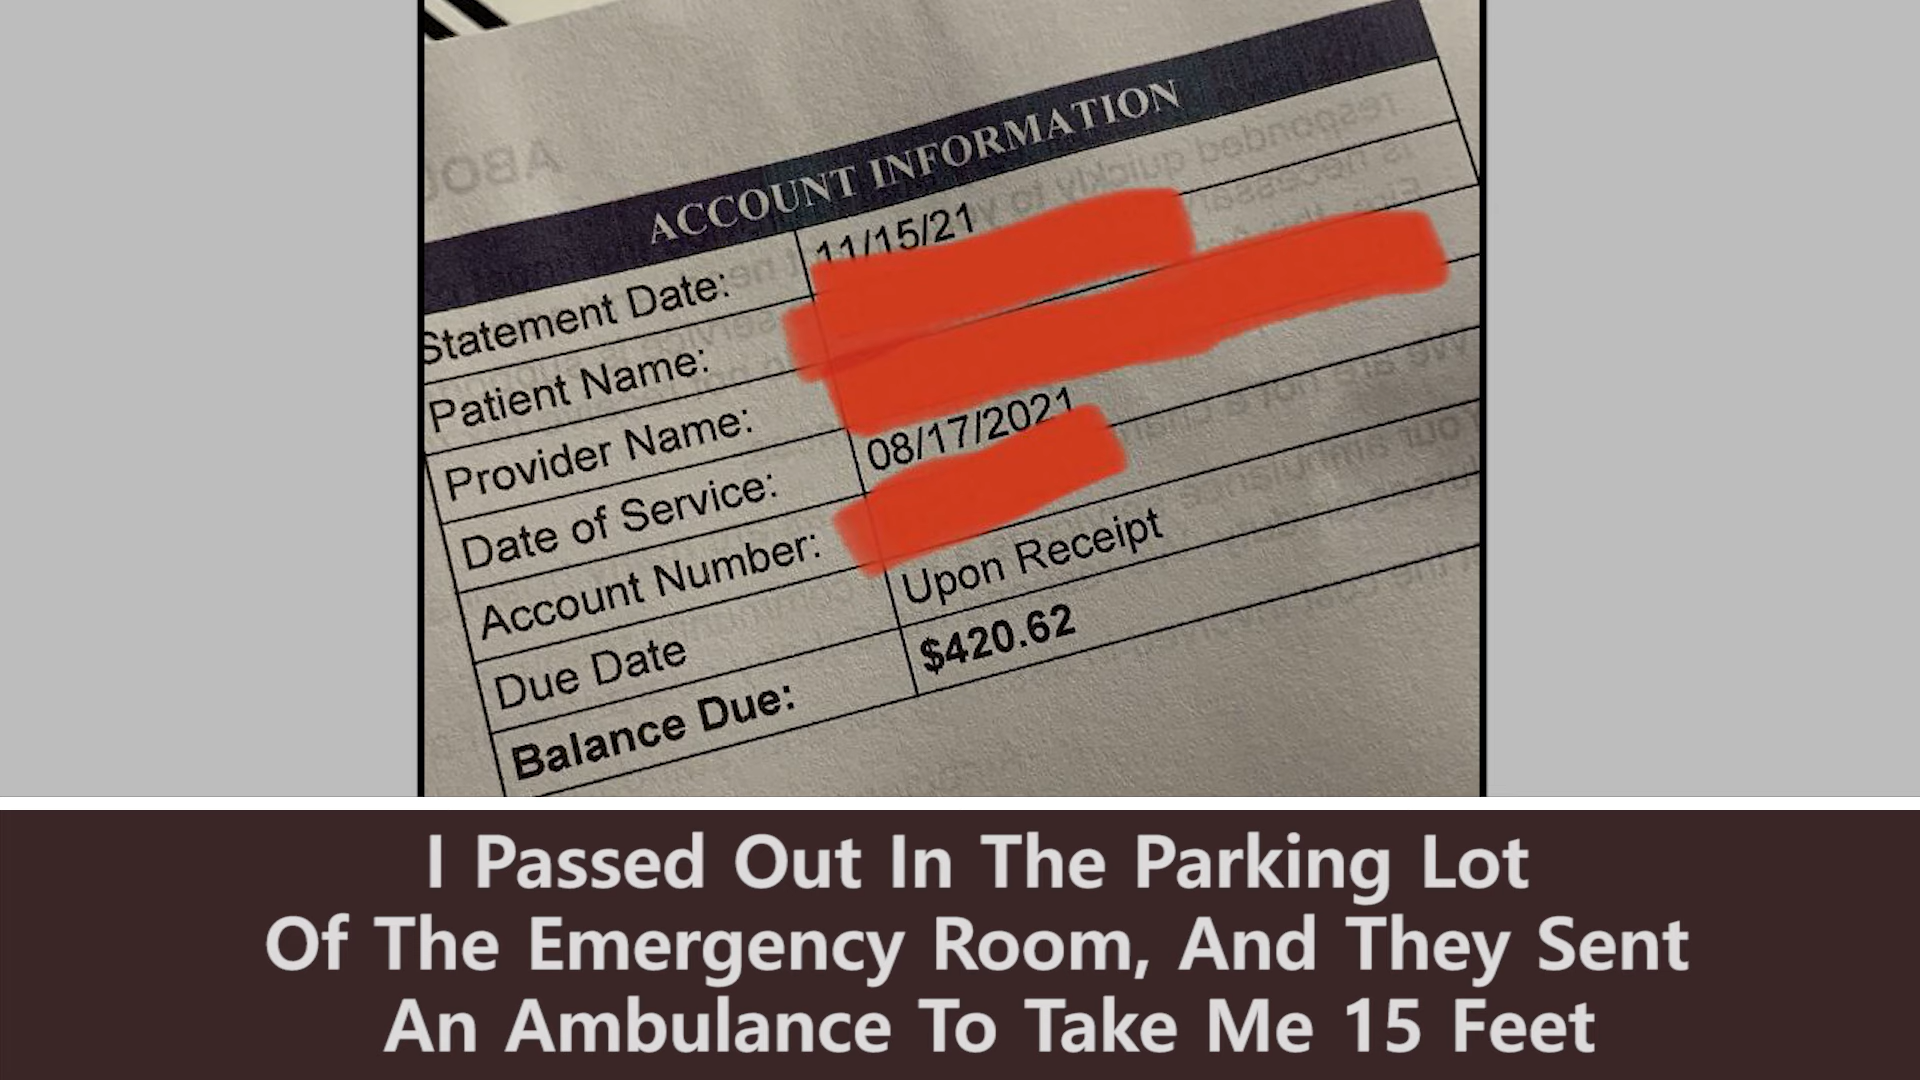 ACCOUNT INFORMATION
Statement Date: 11/15/21
Patient Name:
Provider Name:
Date of Service: 08/17/2021
Account Number:
Due Date Upon Receipt
Balance Due: $420.62
I Passed Out In The Parking Lot
Of The Emergency Room, And They Sent
An Ambulance To Take Me 15 Feet